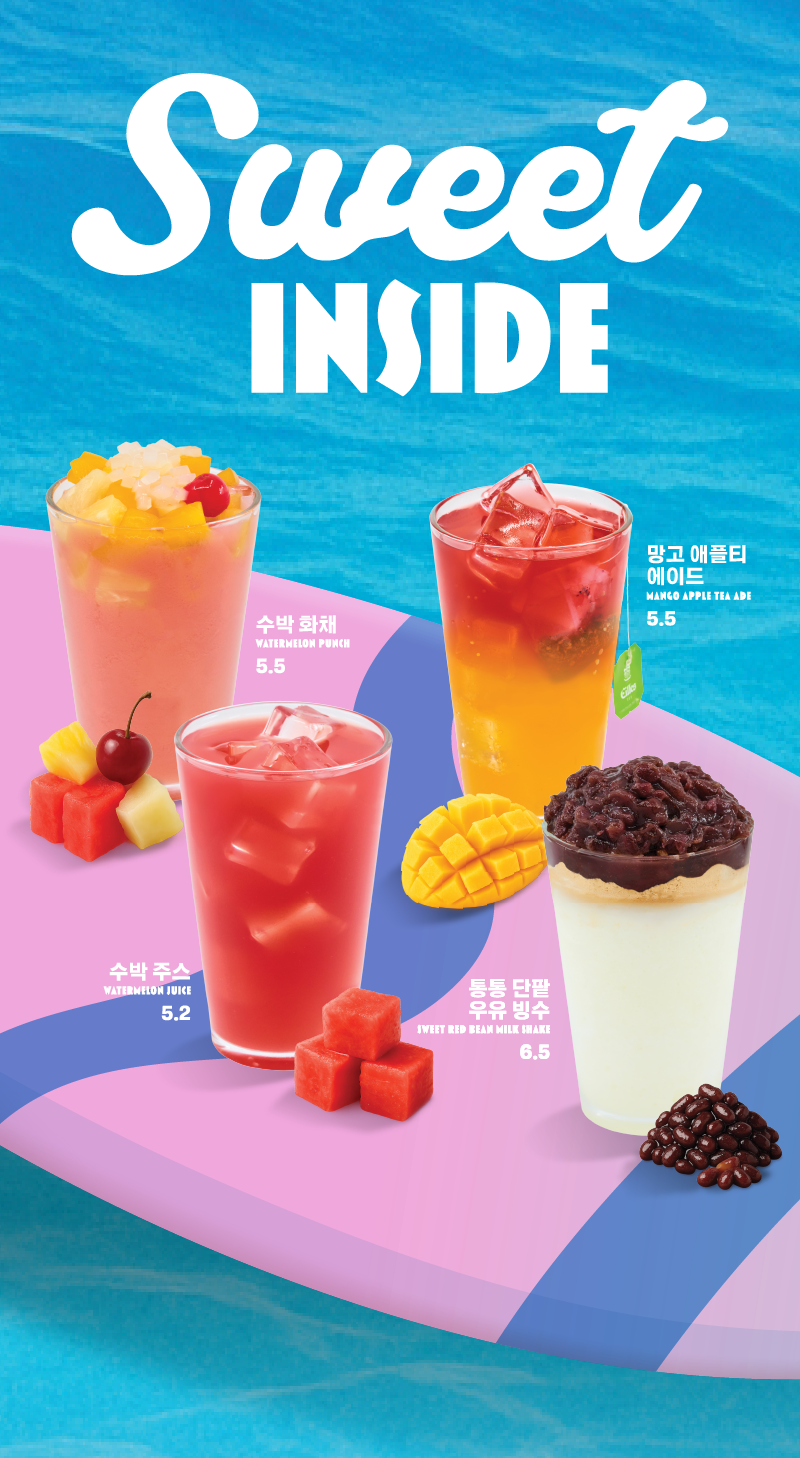 Sweet
INSIDE
수박 화채
WATERMELON PUNCH
5.5
망고 애플티
에이드
MANGO APPLE TEA ADE
5.5
수박 주스
WATERMELON JUICE
5.2
통통 단팥
우유 빙수
SWEET RED BEAN MILK SHAKE
6.5